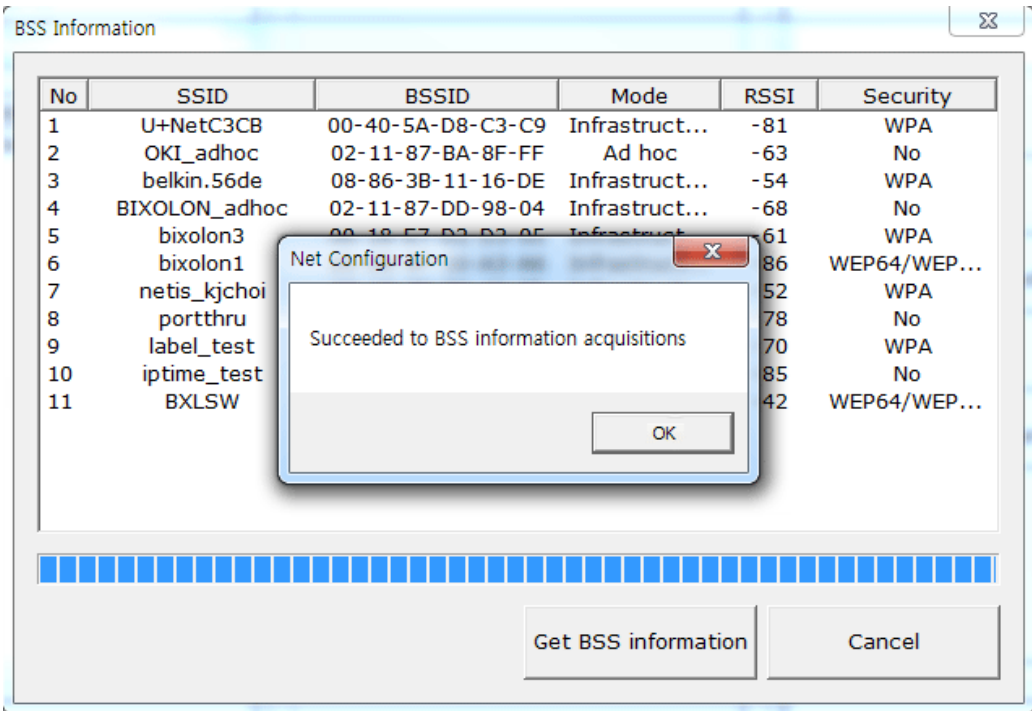 BSS Information
No SSID BSSID Mode RSSI Security
1 U+NetC3CB 00-40-5A-D8-C3-C9 Infrastruct... -81 WPA
2 OKI_adhoc 02-11-87-BA-8F-FF Ad hoc -63 No
3 belkin.56de 08-86-3B-11-16-DE Infrastruct... -54 WPA
4 BIXOLON_adhoc 02-11-87-DD-98-04 Infrastruct... -68 No
5 bixolon3 61 WPA
6 bixolon1 86 WEP64/WEP...
7 netis_kjchoi 52 WPA
8 portthru 78 No
9 label_test 70 WPA
10 iptime_test 85 No
11 BXLSW 42 WEP64/WEP...
Net Configuration
Succeeded to BSS information acquisitions
OK
Get BSS information Cancel